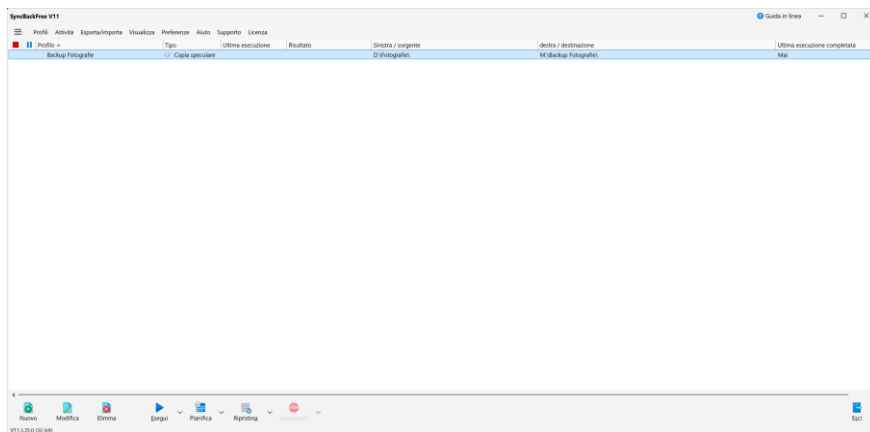 SyncBackFree V11
Guida in linea
Profili Attività Esporta/Importa Visualizza Preferenze Aiuto Supporto Licenza
Profilo Tipo Ultima esecuzione Risultato Sinistra / sorgente destra / destinazione Ultima esecuzione completata
Backup Fotografie Copia speculare D:\Fotografie\ M:\Backup Fotografie\ Mai
Nuovo Modifica Elimina Esegui Pianifica Ripristina Esci